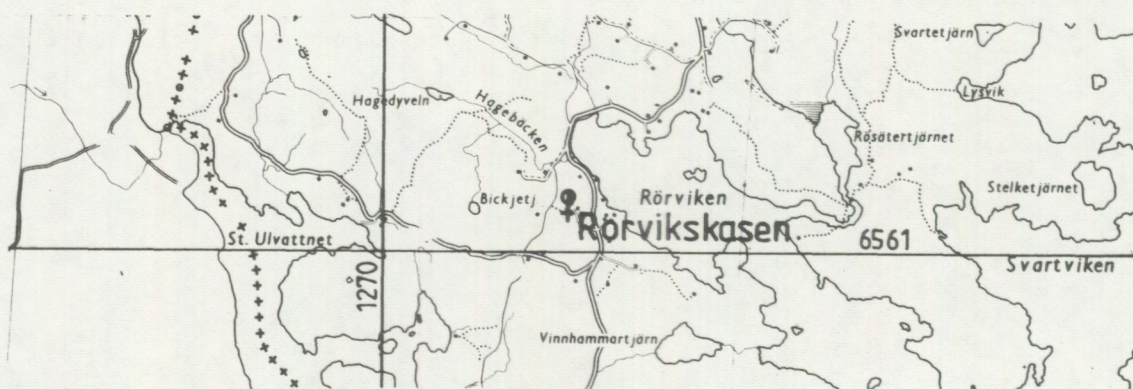 Svartetjärn
Hagedyveln
Hagebäcken
Lysvik
Rösätertjärnet
Bickjetj
Rörviken
Stelketjärnet
Rörvikskasen
St. Ulvattnet
6561
Svartviken
1270
Vinnhammartjärn